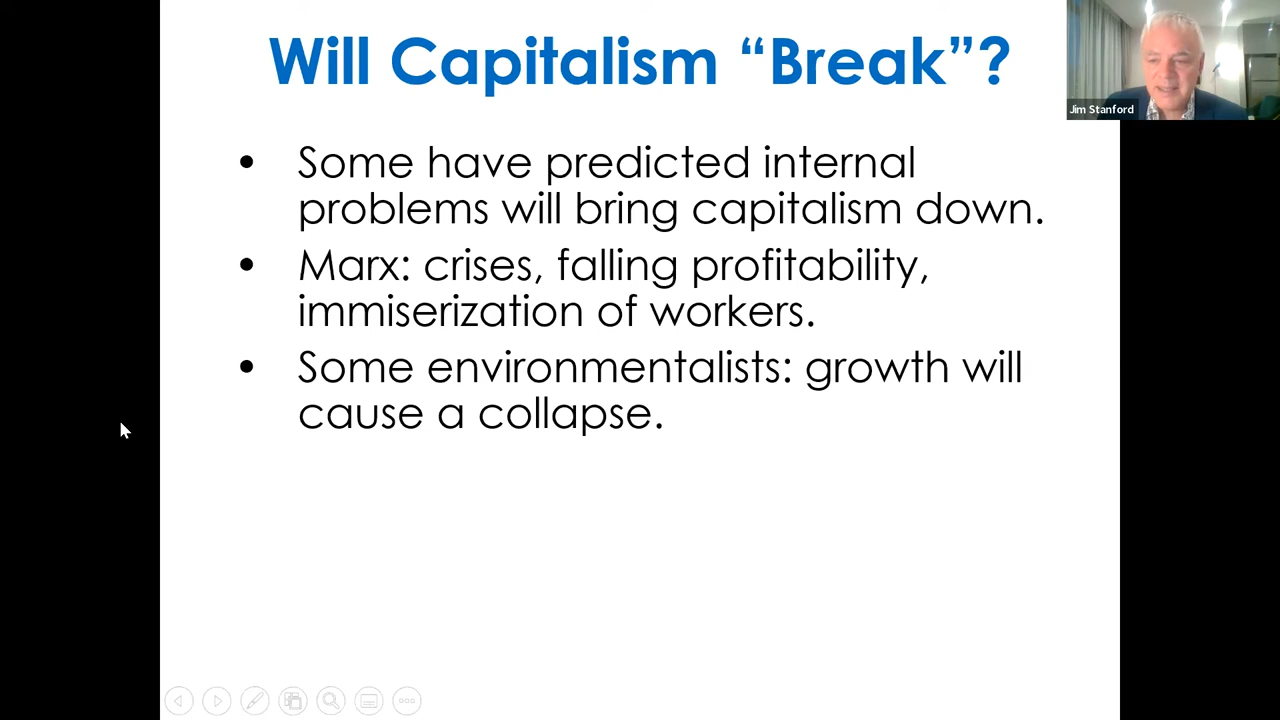 Will Capitalism “Break”?
Jim Stanford
• Some have predicted internal
problems will bring capitalism down.
• Marx: crises, falling profitability,
immiserization of workers.
• Some environmentalists: growth will
cause a collapse.